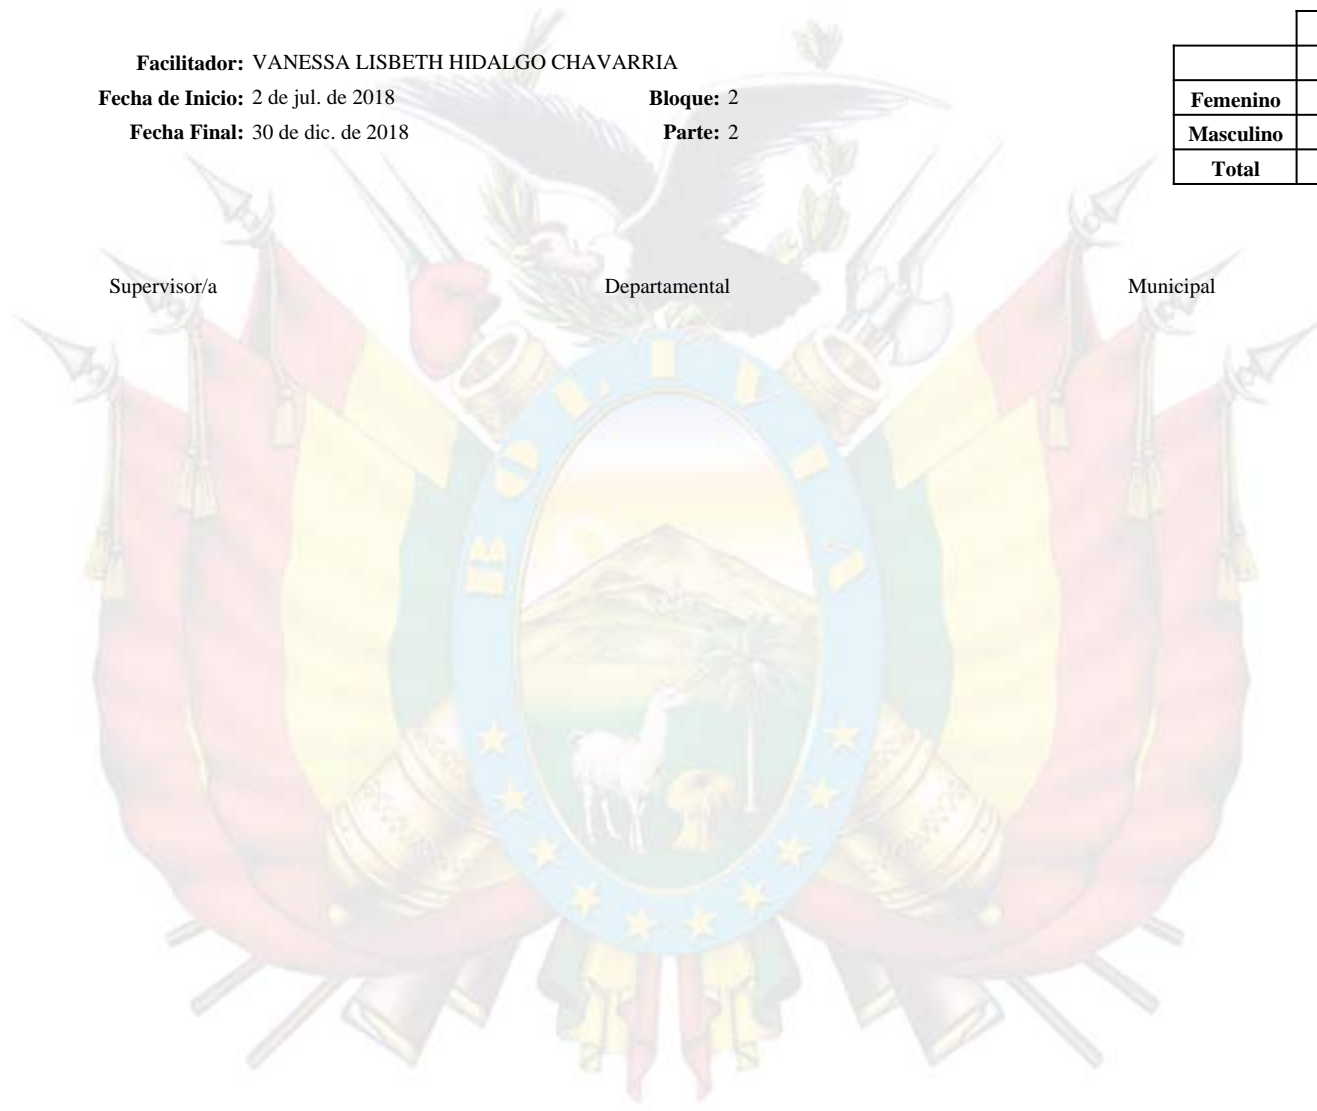 Facilitador: VANESSA LISBETH HIDALGO CHAVARRIA
Fecha de Inicio: 2 de jul. de 2018 Bloque: 2
Fecha Final: 30 de dic. de 2018 Parte: 2
Femenino
Masculino
Total
Supervisor/a Departamental Municipal
BOLIVIA